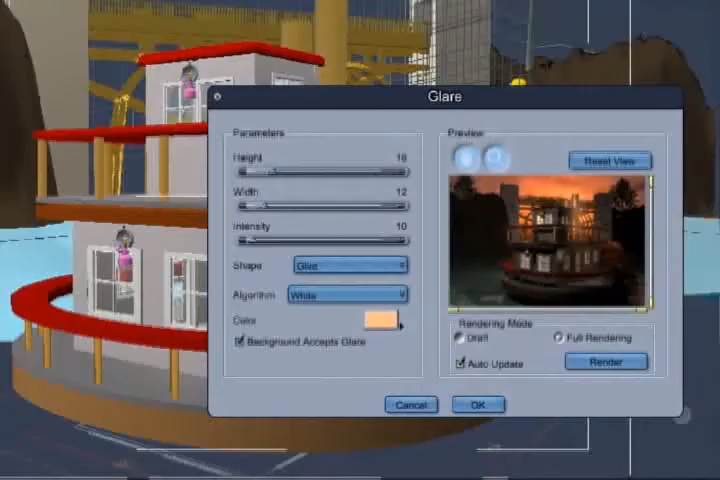 Glare
Parameters
Height 18
Width 12
Intensity 10
Shape Glint
Algorithm White
Color
Background Accepts Glare
Preview
Reset View
Rendering Mode
Draft Full Rendering
Auto Update Render
Cancel OK